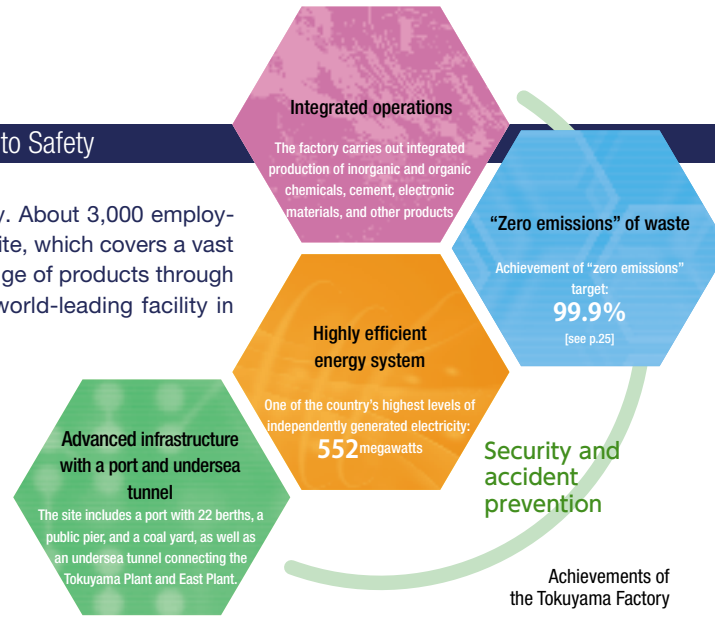 to Safety
y. About 3,000 employ-
ite, which covers a vast
nge of products through
world-leading facility in
Integrated operations
The factory carries out integrated
production of inorganic and organic
chemicals, cement, electronic
materials, and other products
“Zero emissions” of waste
Achievement of “zero emissions”
target:
99.9%
[see p.25]
Highly efficient
energy system
One of the country’s highest levels of
independently generated electricity:
552 megawatts
Advanced infrastructure
with a port and undersea
tunnel
The site includes a port with 22 berths, a
public pier, and a coal yard, as well as
an undersea tunnel connecting the
Tokuyama Plant and East Plant.
Security and
accident
prevention
Achievements of
the Tokuyama Factory